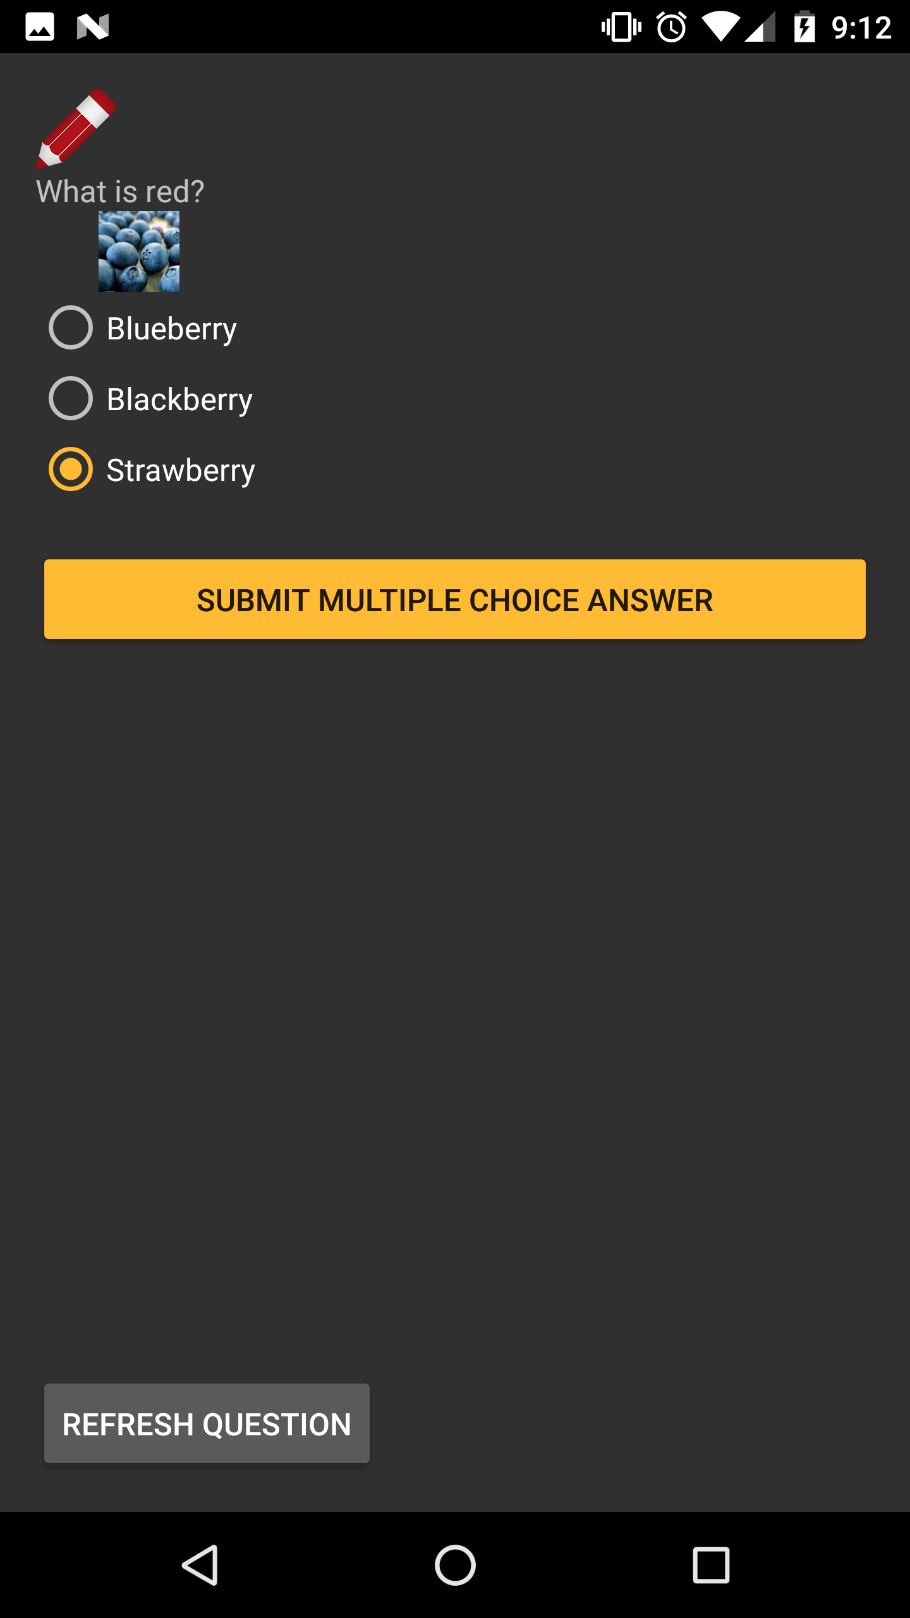 9:12
What is red?
Blueberry
Blackberry
Strawberry
SUBMIT MULTIPLE CHOICE ANSWER
REFRESH QUESTION